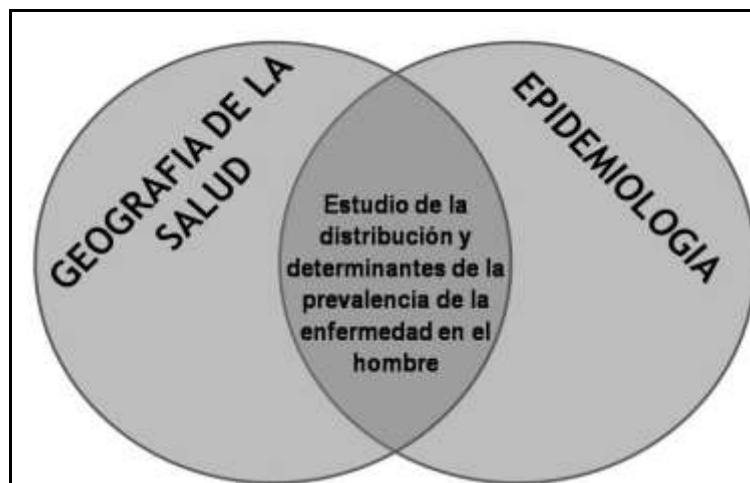 GEOGRAFIA DE LA
SALUD
EPIDEMIOLOGIA
Estudio de la
distribución y
determinantes de la
prevalencia de la
enfermedad en el
hombre